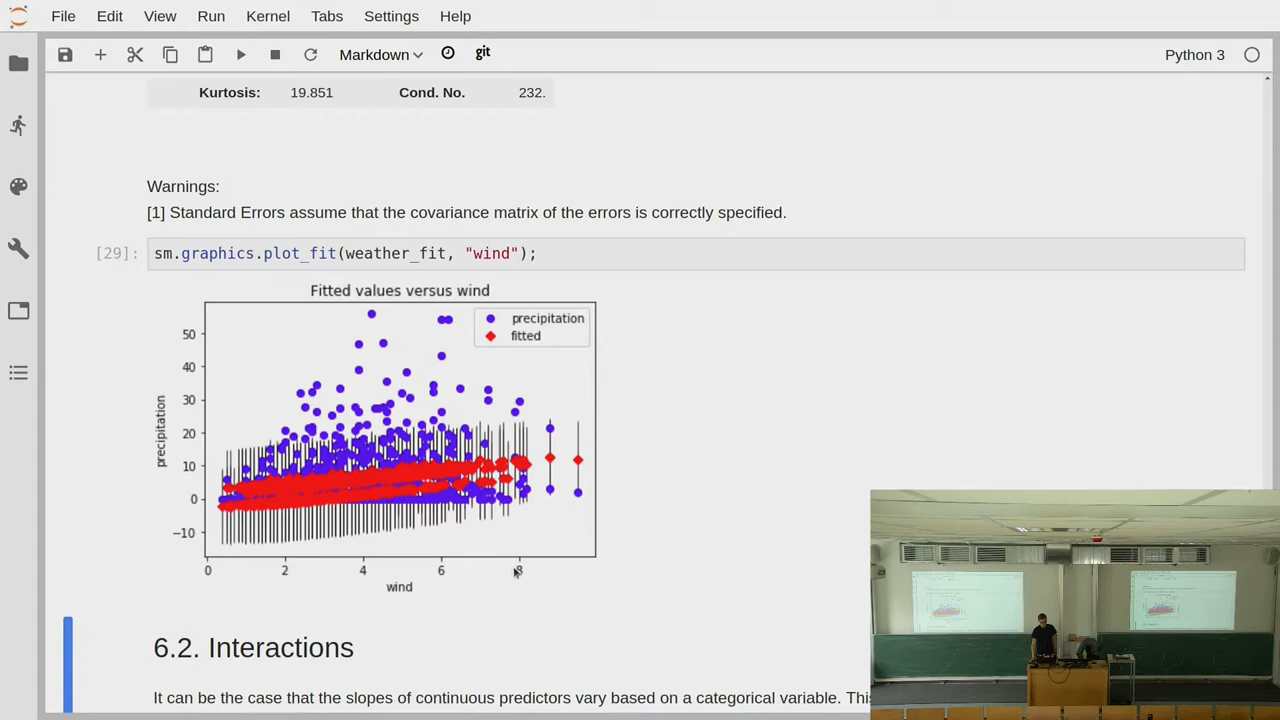 File Edit View Run Kernel Tabs Settings Help
Markdown git Python 3
Kurtosis: 19.851 Cond. No. 232.
Warnings:
[1] Standard Errors assume that the covariance matrix of the errors is correctly specified.
[29]: sm.graphics.plot_fit(weather_fit, "wind");
Fitted values versus wind
precipitation
fitted
50
40
30
20
10
0
−10
precipitation
0 2 4 6 8
wind
6.2. Interactions
It can be the case that the slopes of continuous predictors vary based on a categorical variable. This